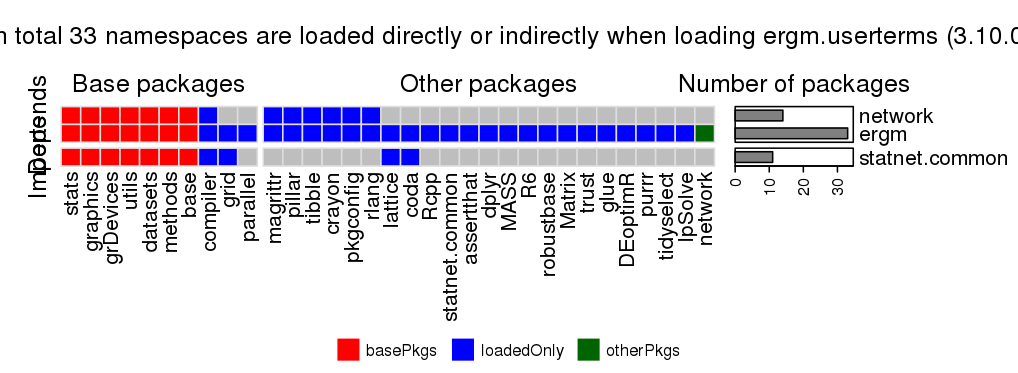 n total 33 namespaces are loaded directly or indirectly when loading ergm.userterms (3.10.0
Base packages
Other packages
Number of packages
Depends
Imports
network
ergm
statnet.common
0
10
20
30
stats
graphics
grDevices
utils
datasets
methods
base
compiler
grid
parallel
magrittr
pillar
tibble
crayon
pkgconfig
rlang
lattice
coda
Rcpp
statnet.common
assertthat
dplyr
MASS
R6
robustbase
Matrix
trust
glue
DEoptimR
purrr
tidyselect
lpSolve
network
basePkgs
loadedOnly
otherPkgs